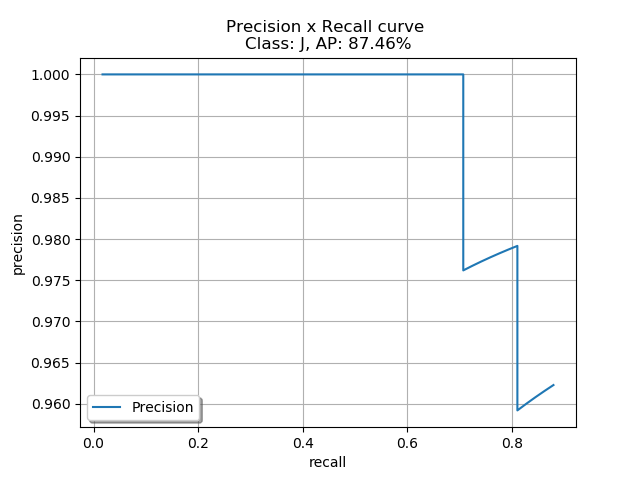 Precision x Recall curve
Class: J, AP: 87.46%
1.000
0.995
0.990
0.985
0.980
0.975
0.970
0.965
0.960
precision
Precision
0.0 0.2 0.4 0.6 0.8
recall